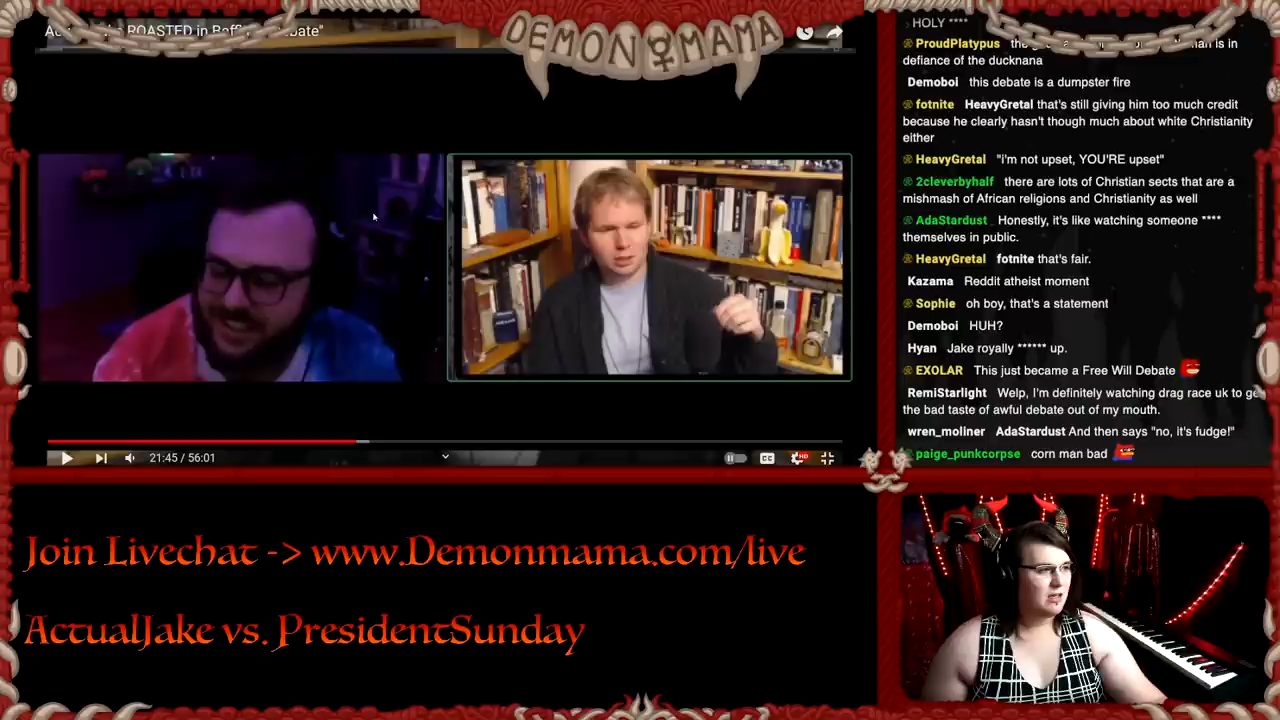 ROASTED in
DEMON MAMA
HOLY ****
ProudPlatypus is in
defiance of the ducknana
Demoboi this debate is a dumpster fire
fotnite HeavyGretal that's still giving him too much credit
because he clearly hasn't though much about white Christianity
either
HeavyGretal "i'm not upset, YOU'RE upset"
2cleverbyhalf there are lots of Christian sects that are a
mishmash of African religions and Christianity as well
AdaStardust Honestly, it's like watching someone ****
themselves in public.
HeavyGretal fotnite that's fair.
Kazama Reddit atheist moment
Sophie oh boy, that's a statement
Demoboi HUH?
Hyan Jake royally ****** up.
EXOLAR This just became a Free Will Debate
RemiStarlight Welp, I'm definitely watching drag race uk to get
the bad taste of awful debate out of my mouth.
wren_moliner AdaStardust And then says "no, it's fudge!"
paige_punkcorpse corn man bad
21:45 / 56:01
CC
HD
Join Livechat -> www.Demonmama.com/live
ActualJake vs. PresidentSunday